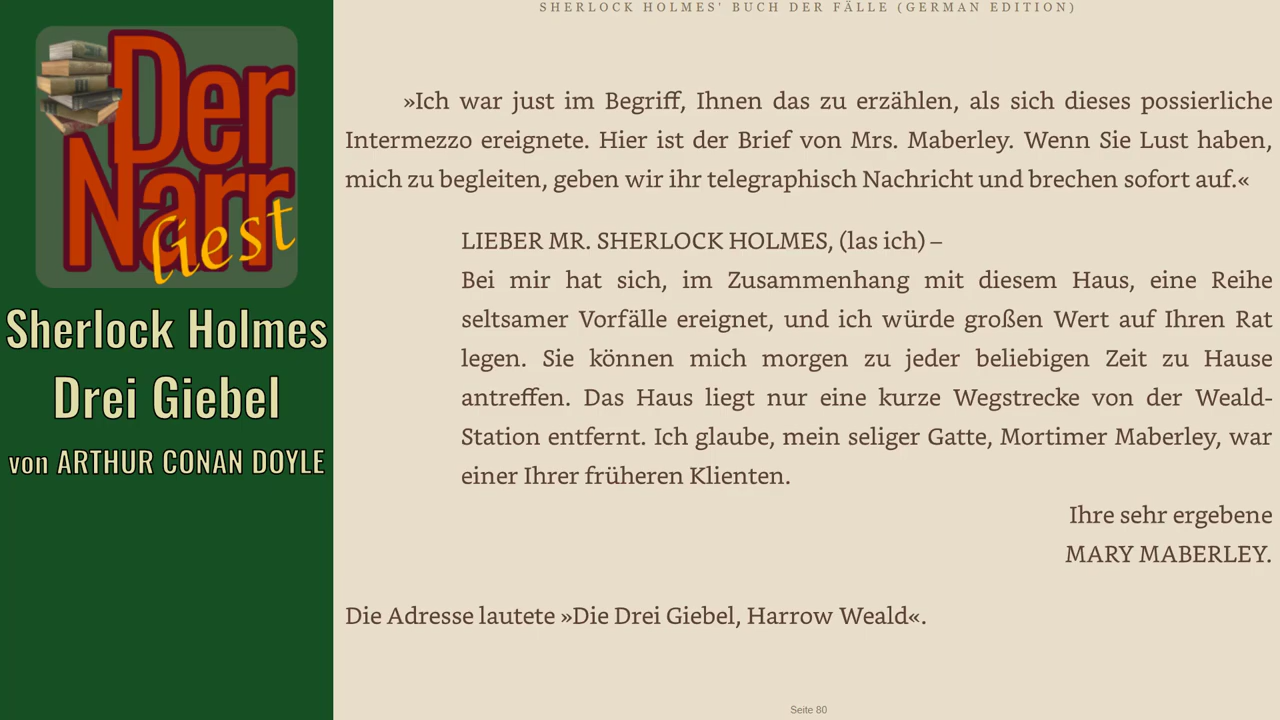 Der
Narr
liest
Sherlock Holmes
Drei Giebel
von ARTHUR CONAN DOYLE
SHERLOCK HOLMES' BUCH DER FÄLLE (GERMAN EDITION)
»Ich war just im Begriff, Ihnen das zu erzählen, als sich dieses possierliche
Intermezzo ereignete. Hier ist der Brief von Mrs. Maberley. Wenn Sie Lust haben,
mich zu begleiten, geben wir ihr telegraphisch Nachricht und brechen sofort auf.«
LIEBER MR. SHERLOCK HOLMES, (las ich) –
Bei mir hat sich, im Zusammenhang mit diesem Haus, eine Reihe
seltsamer Vorfälle ereignet, und ich würde großen Wert auf Ihren Rat
legen. Sie können mich morgen zu jeder beliebigen Zeit zu Hause
antreffen. Das Haus liegt nur eine kurze Wegstrecke von der Weald-
Station entfernt. Ich glaube, mein seliger Gatte, Mortimer Maberley, war
einer Ihrer früheren Klienten.
Ihre sehr ergebene
MARY MABERLEY.
Die Adresse lautete »Die Drei Giebel, Harrow Weald«.
Seite 80